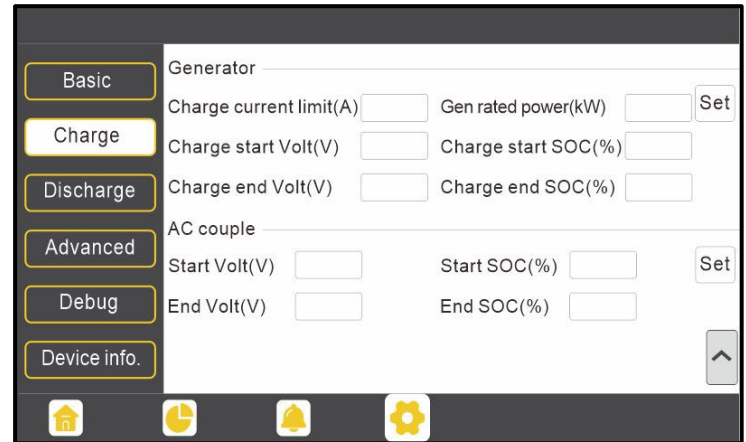 Basic
Charge
Discharge
Advanced
Debug
Device info.
Generator
Charge current limit(A) Gen rated power(kW) Set
Charge start Volt(V) Charge start SOC(%)
Charge end Volt(V) Charge end SOC(%)
AC couple
Start Volt(V) Start SOC(%) Set
End Volt(V) End SOC(%)